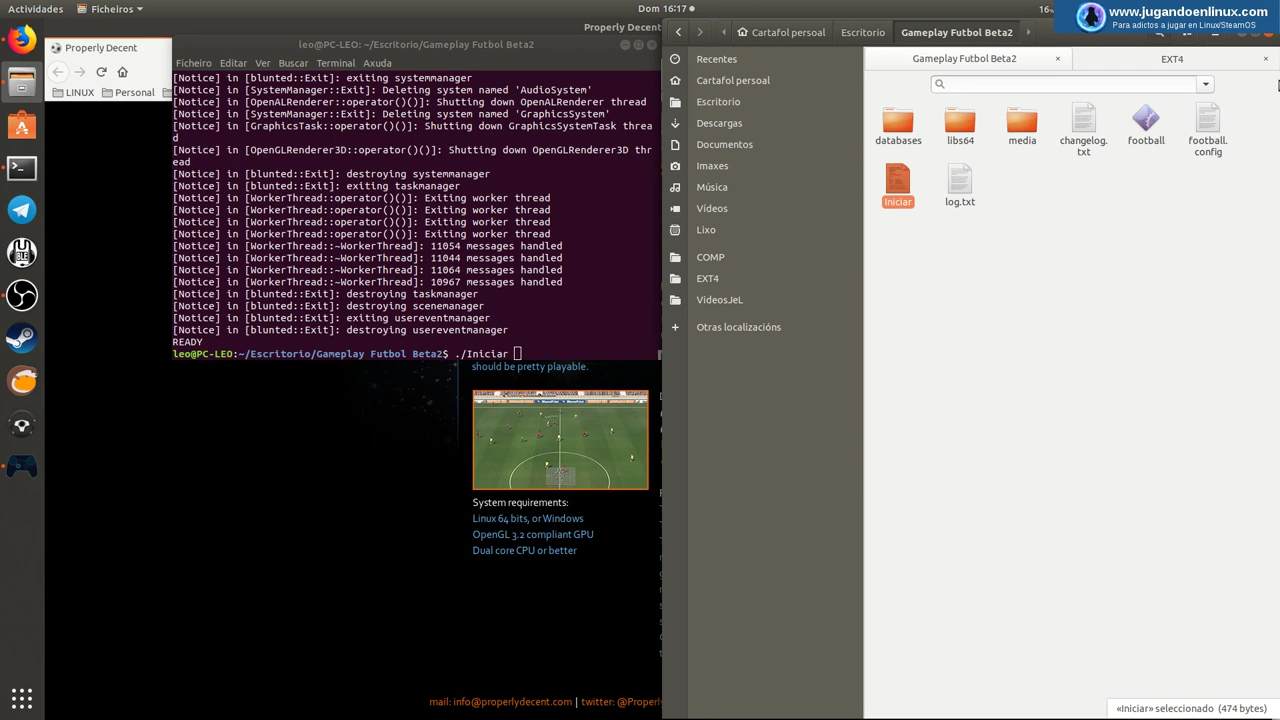 Actividades
Ficheiros
Dom 16:17
16%
www.jugandoenlinux.com
Para adictos a jugar en Linux/SteamOS
Properly Decent
LINUX
Personal
Properly Decent
leo@PC-LEO: ~/Escritorio/Gameplay Futbol Beta2
Ficheiro Editar Ver Buscar Terminal Axuda
[Notice] in [blunted::Exit]: exiting systemmanager
[Notice] in [SystemManager::Exit]: Deleting system named 'AudioSystem'
[Notice] in [OpenALRenderer::operator()()]: Shutting down OpenALRenderer thread
[Notice] in [SystemManager::Exit]: Deleting system named 'GraphicsSystem'
[Notice] in [GraphicsTask::operator()()]: Shutting down GraphicsSystemTask threa
d
[Notice] in [OpenGLRenderer3D::operator()()]: Shutting down OpenGLRenderer3D thr
ead
[Notice] in [blunted::Exit]: destroying systemmanager
[Notice] in [blunted::Exit]: exiting taskmanager
[Notice] in [WorkerThread::operator()()]: Exiting worker thread
[Notice] in [WorkerThread::operator()()]: Exiting worker thread
[Notice] in [WorkerThread::operator()()]: Exiting worker thread
[Notice] in [WorkerThread::operator()()]: Exiting worker thread
[Notice] in [WorkerThread::~WorkerThread]: 11054 messages handled
[Notice] in [WorkerThread::~WorkerThread]: 11044 messages handled
[Notice] in [WorkerThread::~WorkerThread]: 11064 messages handled
[Notice] in [WorkerThread::~WorkerThread]: 10967 messages handled
[Notice] in [blunted::Exit]: destroying taskmanager
[Notice] in [blunted::Exit]: destroying scenemanager
[Notice] in [blunted::Exit]: exiting usereventmanager
[Notice] in [blunted::Exit]: destroying usereventmanager
READY
leo@PC-LEO:~/Escritorio/Gameplay Futbol Beta2$ ./Iniciar
should be pretty playable.
System requirements:
Linux 64 bits, or Windows
OpenGL 3.2 compliant GPU
Dual core CPU or better
mail: info@properlydecent.com | twitter: @Properl
Cartafol persoal
Escritorio
Gameplay Futbol Beta2
Recentes
Cartafol persoal
Escritorio
Descargas
Documentos
Imaxes
Música
Vídeos
Lixo
COMP
EXT4
VideosJeL
Otras localizacións
Gameplay Futbol Beta2
EXT4
databases
libs64
media
changelog.
txt
football
football.
config
Iniciar
log.txt
«Iniciar» seleccionado (474 bytes)